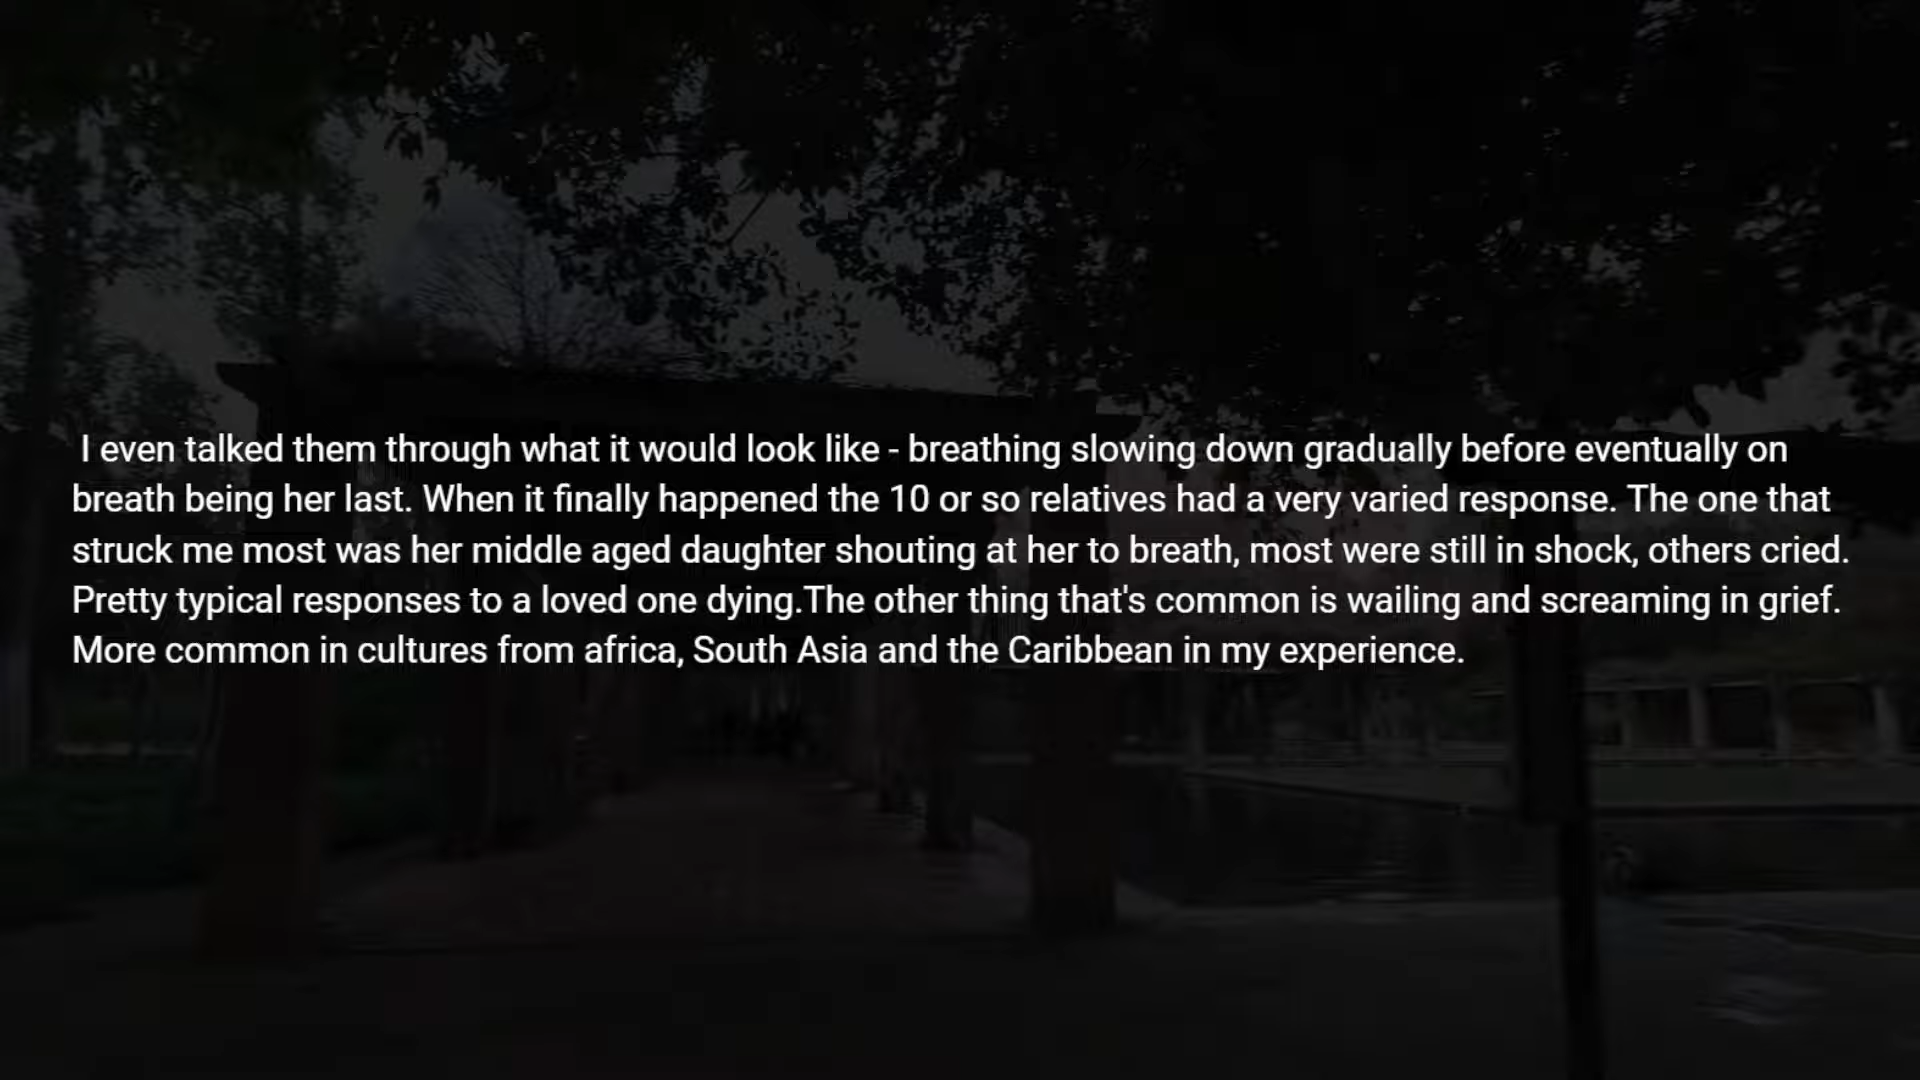 I even talked them through what it would look like - breathing slowing down gradually before eventually on
breath being her last. When it finally happened the 10 or so relatives had a very varied response. The one that
struck me most was her middle aged daughter shouting at her to breath, most were still in shock, others cried.
Pretty typical responses to a loved one dying.The other thing that's common is wailing and screaming in grief.
More common in cultures from africa, South Asia and the Caribbean in my experience.